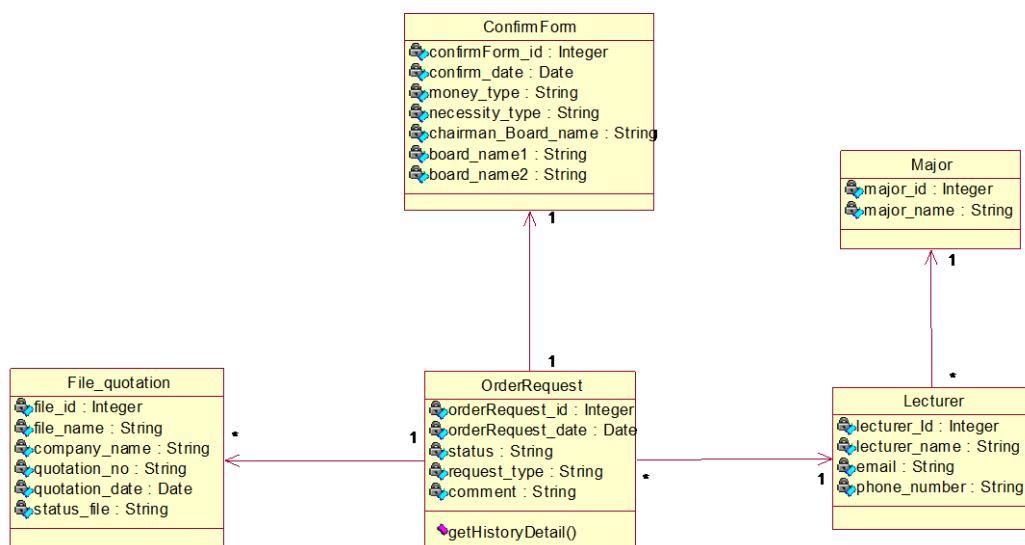 ConfirmForm
confirmForm_id : Integer
confirm_date : Date
money_type : String
necessity_type : String
chairman_Board_name : String
board_name1 : String
board_name2 : String
1
Major
major_id : Integer
major_name : String
1
1
*
File_quotation
file_id : Integer
file_name : String
company_name : String
quotation_no : String
quotation_date : Date
status_file : String
*
1
OrderRequest
orderRequest_id : Integer
orderRequest_date : Date
status : String
request_type : String
comment : String
getHistoryDetail()
*
1
Lecturer
lecturer_Id : Integer
lecturer_name : String
email : String
phone_number : String